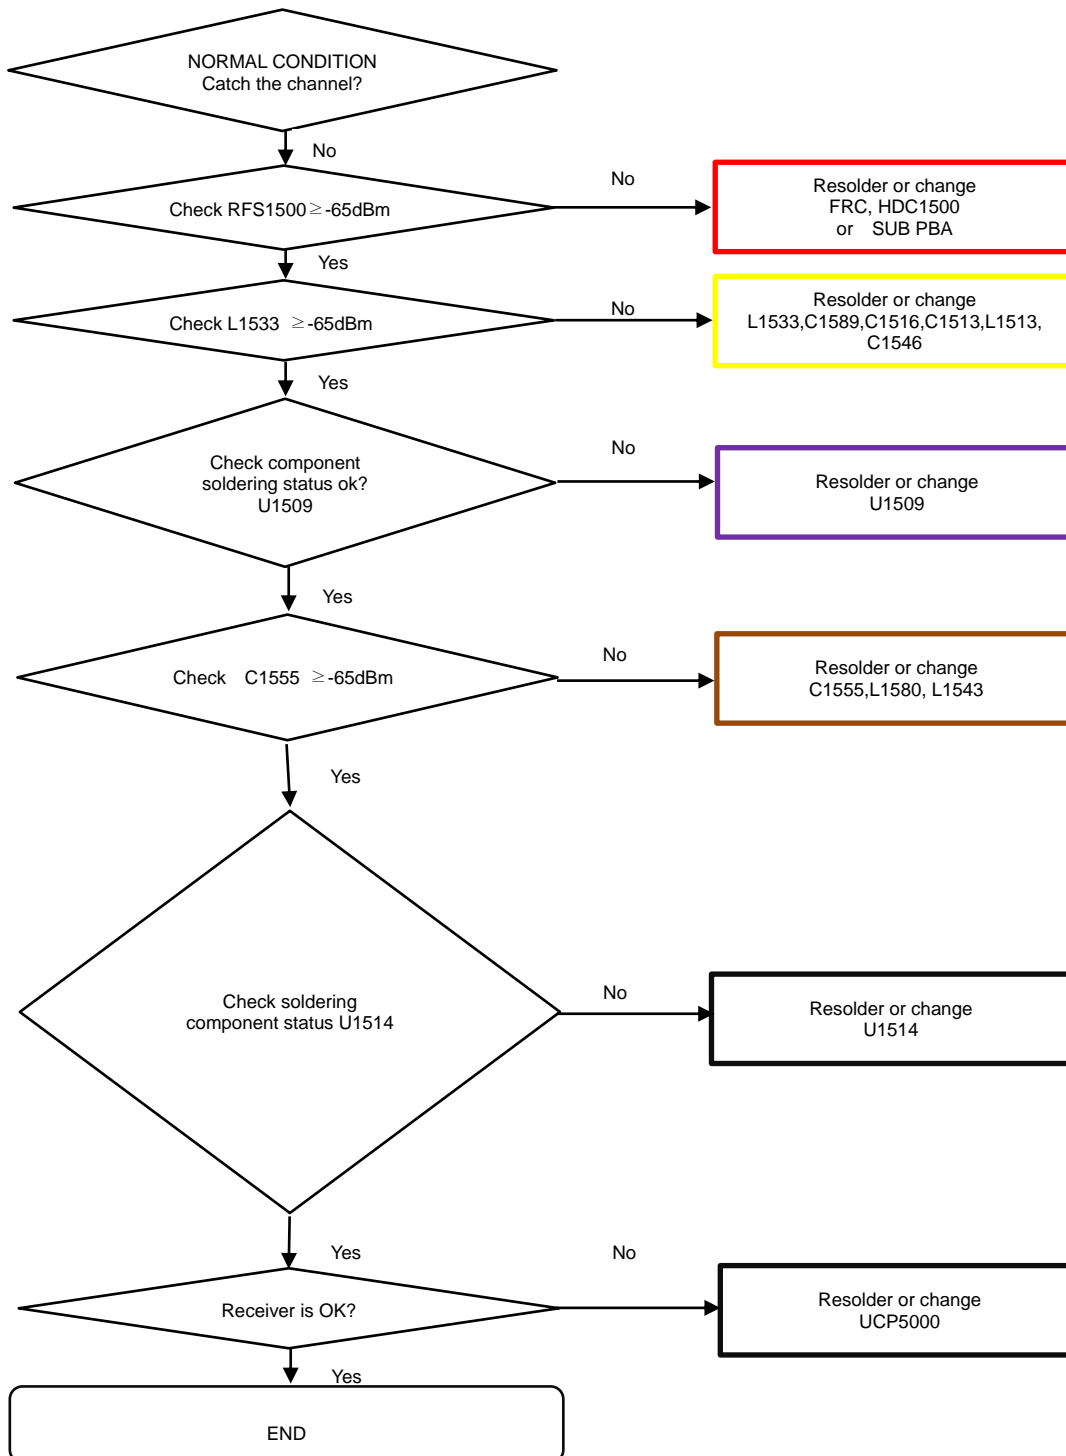 NORMAL CONDITION
Catch the channel?
No
Check RFS1500≥-65dBm
No
Resolder or change
FRC, HDC1500
or SUB PBA
Yes
Check L1533 ≥-65dBm
No
Resolder or change
L1533,C1589,C1516,C1513,L1513,
C1546
Yes
Check component
soldering status ok?
U1509
No
Resolder or change
U1509
Yes
Check C1555 ≥-65dBm
No
Resolder or change
C1555,L1580, L1543
Yes
Check soldering
component status U1514
No
Resolder or change
U1514
Yes
Receiver is OK?
No
Resolder or change
UCP5000
Yes
END